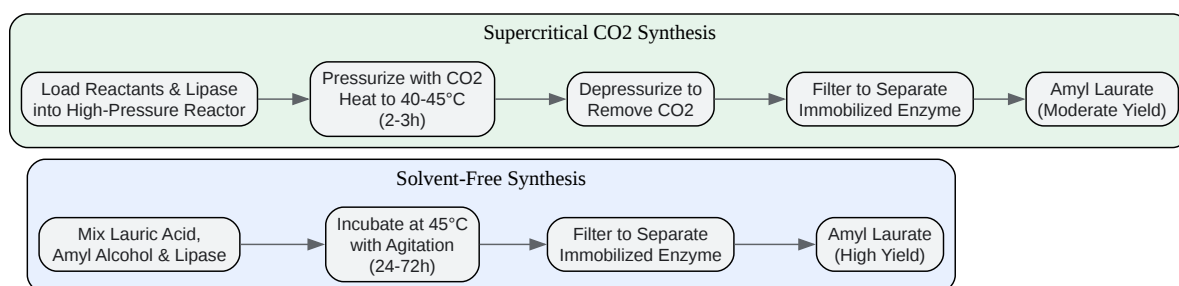 Supercritical CO2 Synthesis
Load Reactants & Lipase
into High-Pressure Reactor
Pressurize with CO2
Heat to 40-45°C
(2-3h)
Depressurize to
Remove CO2
Filter to Separate
Immobilized Enzyme
Amyl Laurate
(Moderate Yield)
Solvent-Free Synthesis
Mix Lauric Acid,
Amyl Alcohol & Lipase
Incubate at 45°C
with Agitation
(24-72h)
Filter to Separate
Immobilized Enzyme
Amyl Laurate
(High Yield)